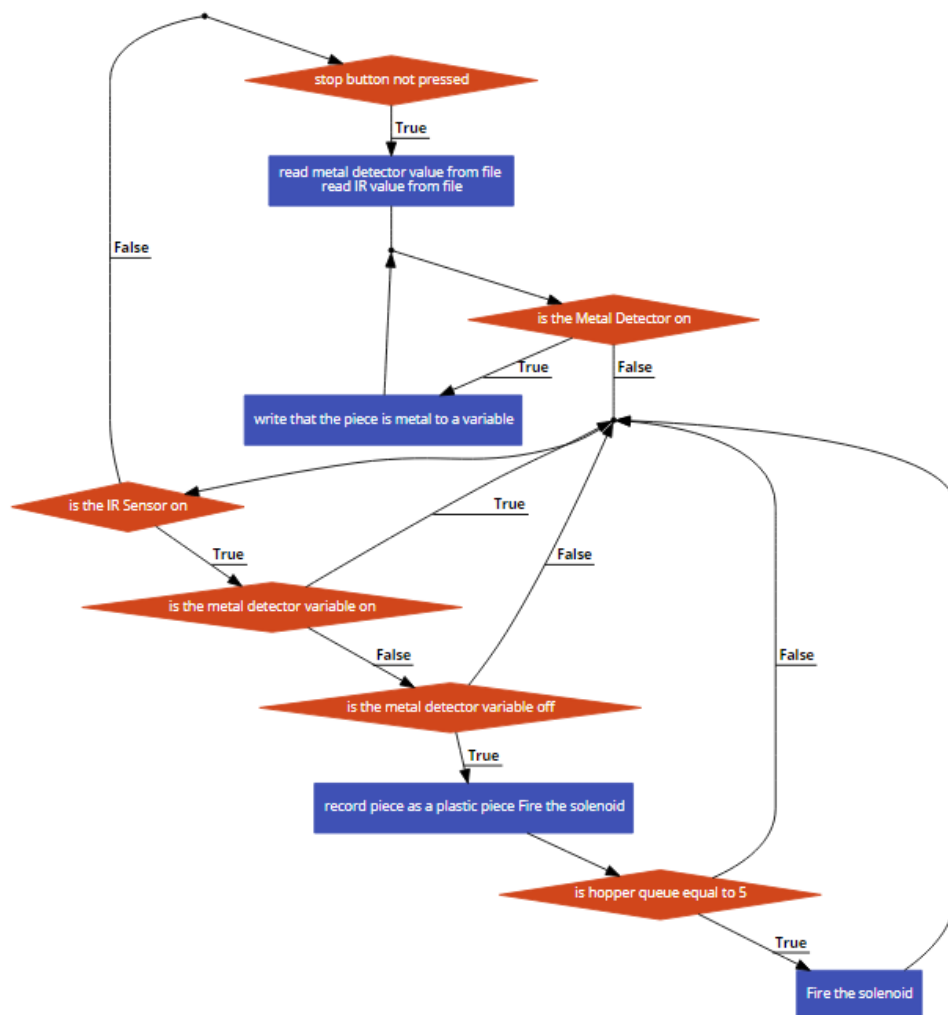 stop button not pressed
True
read metal detector value from file
read IR value from file
False
is the Metal Detector on
True
False
write that the piece is metal to a variable
is the IR Sensor on
True
True
False
is the metal detector variable on
False
False
is the metal detector variable off
True
record piece as a plastic piece Fire the solenoid
is hopper queue equal to 5
True
Fire the solenoid